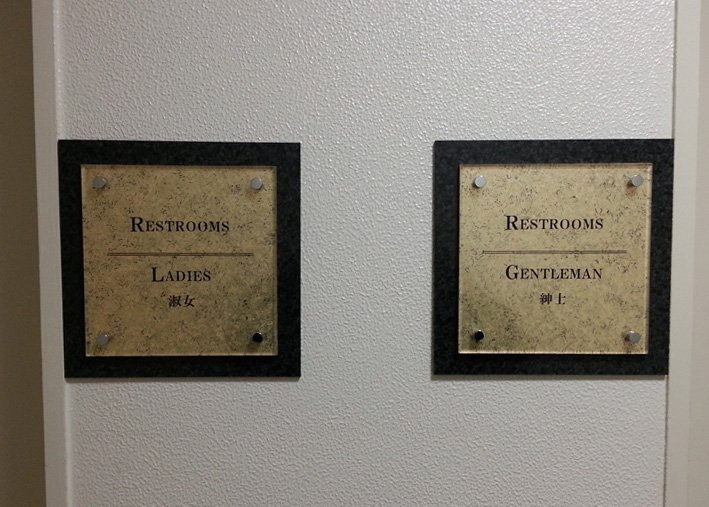 RESTROOMS
LADIES
淑女
RESTROOMS
GENTLEMAN
紳士